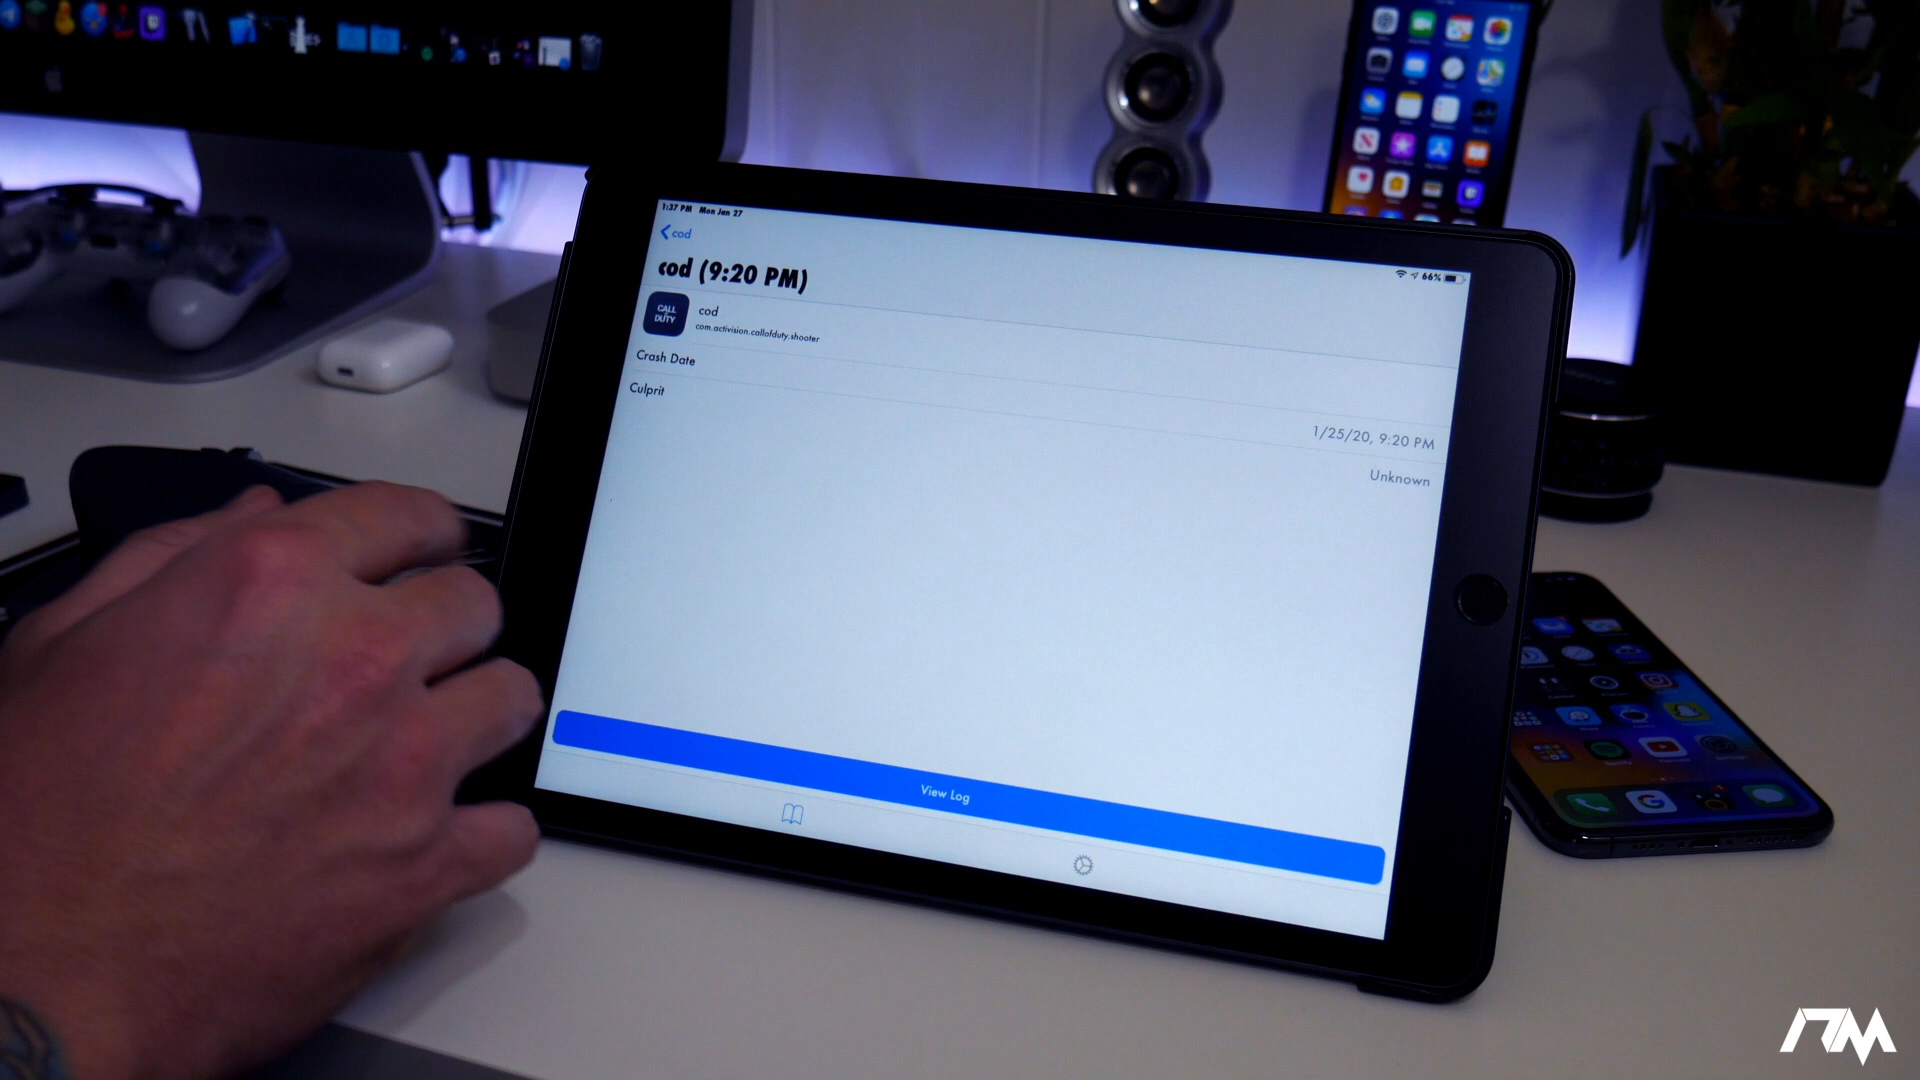 1:37 PM Mon Jan 27
66%
cod
cod (9:20 PM)
CALL
DUTY
cod
com.activision.callofduty.shooter
Crash Date
1/25/20, 9:20 PM
Culprit
Unknown
View Log